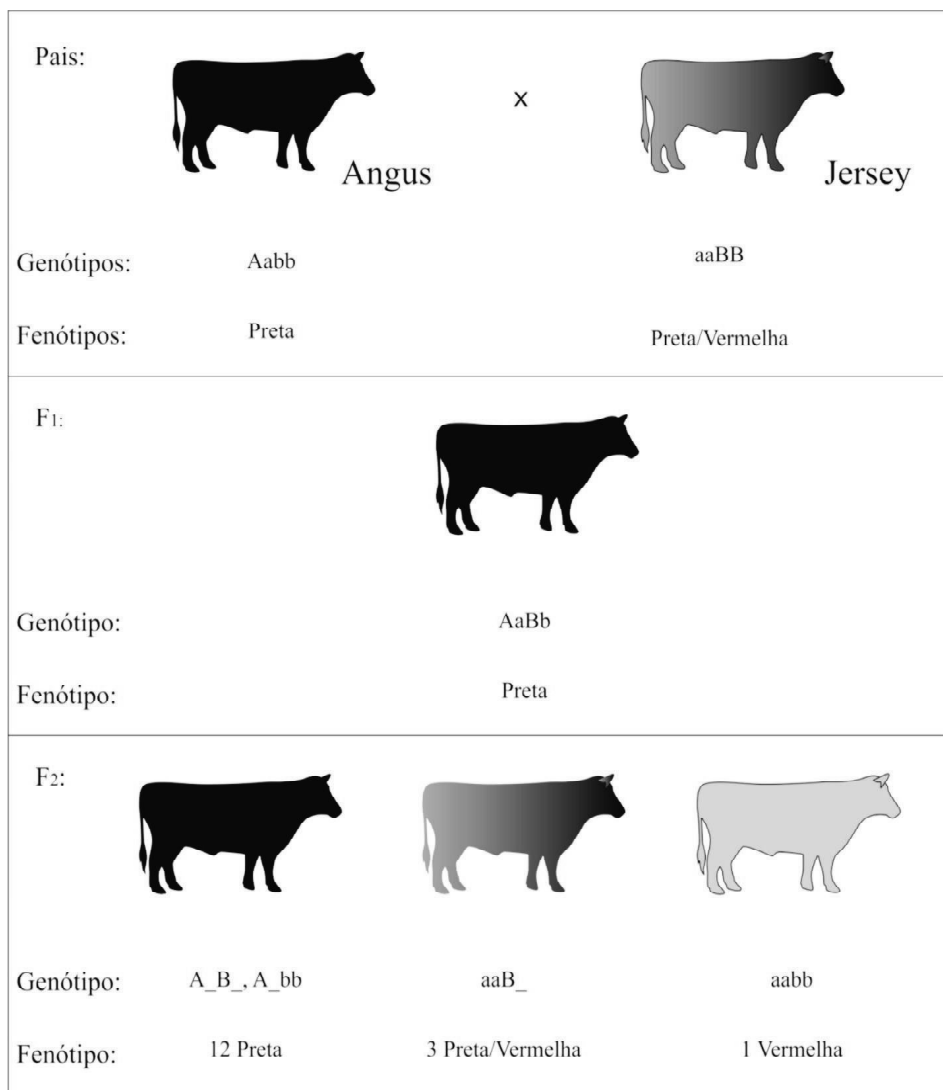 Pais:
x
Angus
Jersey
Genótipos: Aabb aaBB
Fenótipos: Preta Preta/Vermelha
F1:
Genótipo: AaBb
Fenótipo: Preta
F2:
Genótipo: A_B_, A_bb aaB_ aabb
Fenótipo: 12 Preta 3 Preta/Vermelha 1 Vermelha